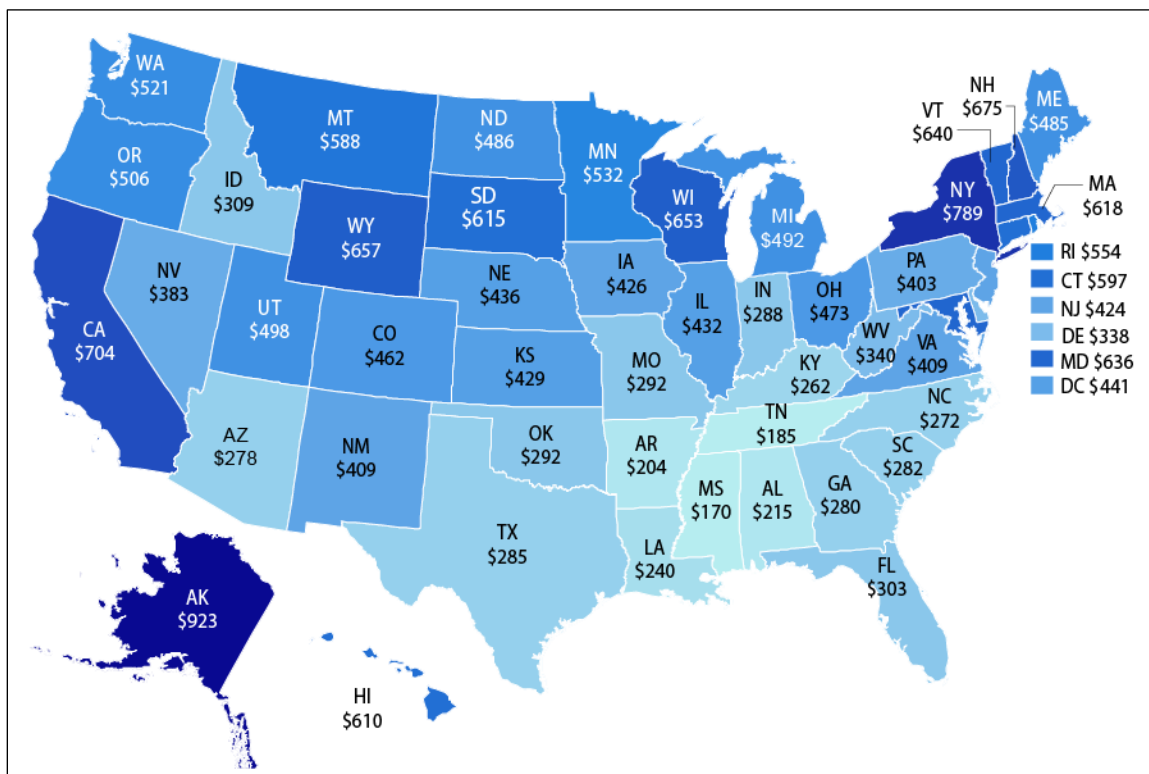 WA
$521
OR
$506
CA
$704
ID
$309
NV
$383
MT
$588
WY
$657
UT
$498
AZ
$278
CO
$462
NM
$409
ND
$486
SD
$615
NE
$436
KS
$429
OK
$292
TX
$285
MN
$532
IA
$426
MO
$292
AR
$204
LA
$240
WI
$653
IL
$432
MI
$492
IN
$288
OH
$473
KY
$262
TN
$185
MS
$170
AL
$215
GA
$280
FL
$303
SC
$282
NC
$272
VA
$409
WV
$340
PA
$403
NY
$789
VT
$640
NH
$675
ME
$485
MA
$618
RI $554
CT $597
NJ $424
DE $338
MD $636
DC $441
AK
$923
HI
$610